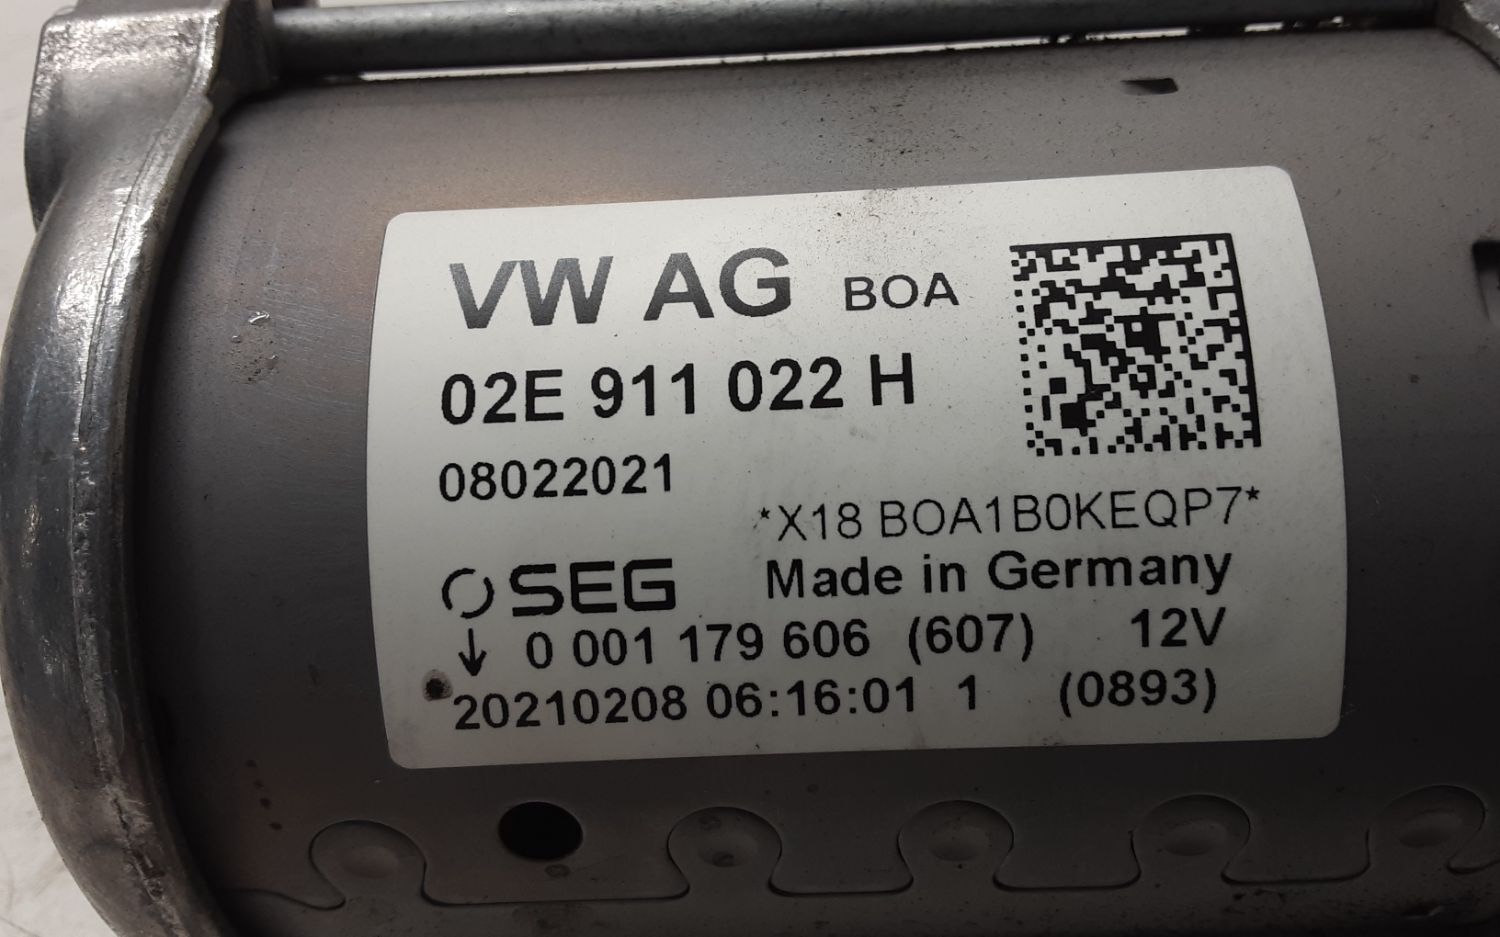 VW AG BOA
02E 911 022 H
08022021
*X18 BOA1B0KEQP7*
SEG Made in Germany
↓ 0 001 179 606 (607) 12V
20210208 06:16:01 1 (0893)